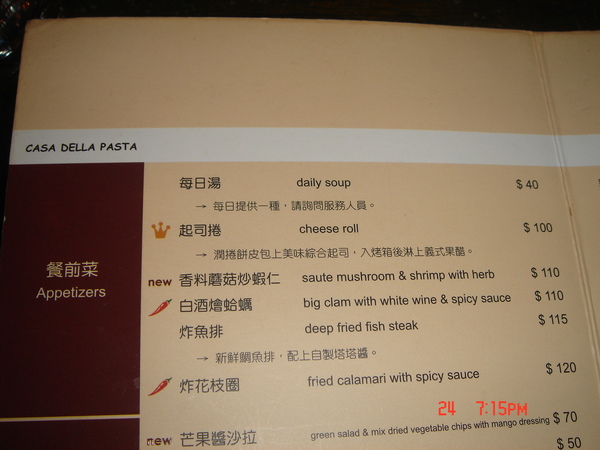 CASA DELLA PASTA
餐前菜
Appetizers
每日湯 daily soup $ 40
→ 每日提供一種，請詢問服務人員。
起司捲 cheese roll $ 100
→ 潤捲餅皮包上美味綜合起司，入烤箱後淋上義式果醋。
new 香料蘑菇炒蝦仁 saute mushroom & shrimp with herb $ 110
白酒燴蛤蠣 big clam with white wine & spicy sauce $ 110
炸魚排 deep fried fish steak $ 115
→ 新鮮鯛魚排，配上自製塔塔醬。
炸花枝圈 fried calamari with spicy sauce $ 120
24 7:15PM
new 芒果醬沙拉 green salad & mix dried vegetable chips with mango dressing $ 70
$ 50